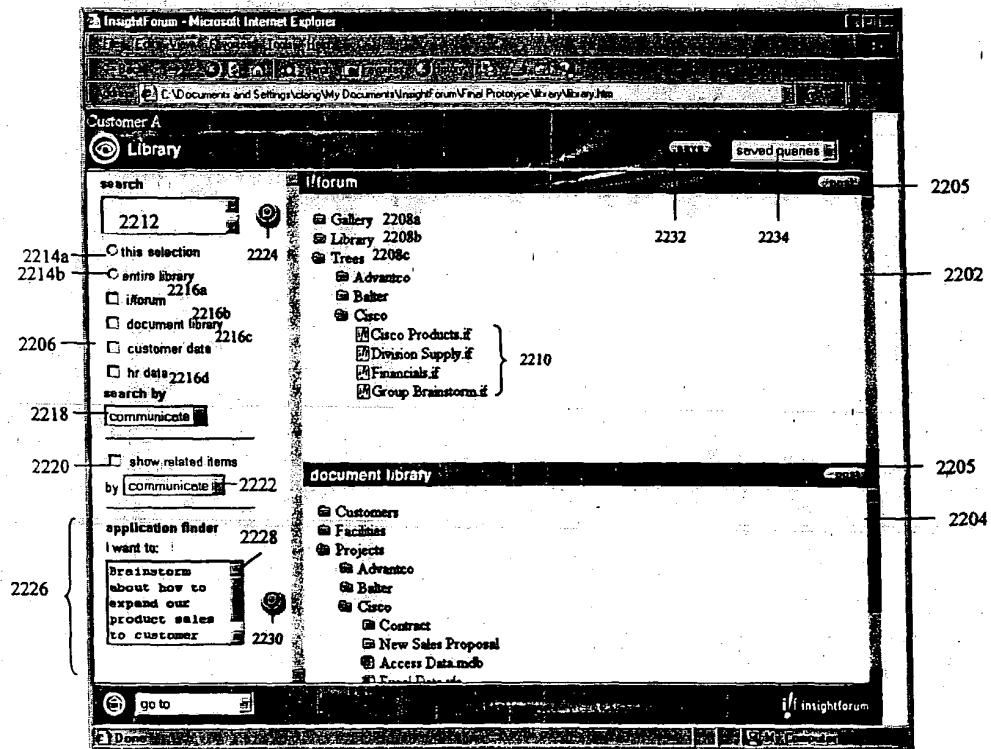 InsightForum - Microsoft Internet Explorer
C:\Documents and Settings\clang\My Documents\InsightForum\Final Prototype\library\library.htm
Customer A
Library
saved queries
search
2212
2224
this selection
2214a
entire library
2214b
i/forum 2216a
document library 2216b
customer data 2216c
2206
hr data 2216d
search by
2218
communicate
2220
show related items
by communicate 2222
application finder
I want to:
2228
Brainstorm
about how to
expand our
product sales
to customer
2226
2230
i/forum
2205
2232
2234
Gallery 2208a
Library 2208b
Trees 2208c
2202
Advantco
Balter
Cisco
Cisco Products.if
Division Supply.if
Financials.if
Group Brainstorm.if
2210
document library
2205
Customers
Facilities
Projects
2204
Advantco
Balter
Cisco
Contract
New Sales Proposal
Access Data.mdb
go to
insightforum
Done
My Computer